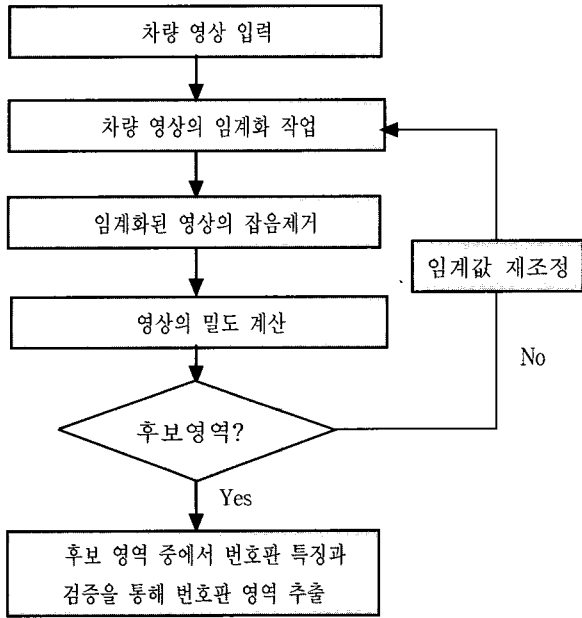 차량 영상 입력
차량 영상의 임계화 작업
임계화된 영상의 잡음제거
임계값 재조정
영상의 밀도 계산
No
후보영역?
Yes
후보 영역 중에서 번호판 특징과
검증을 통해 번호판 영역 추출